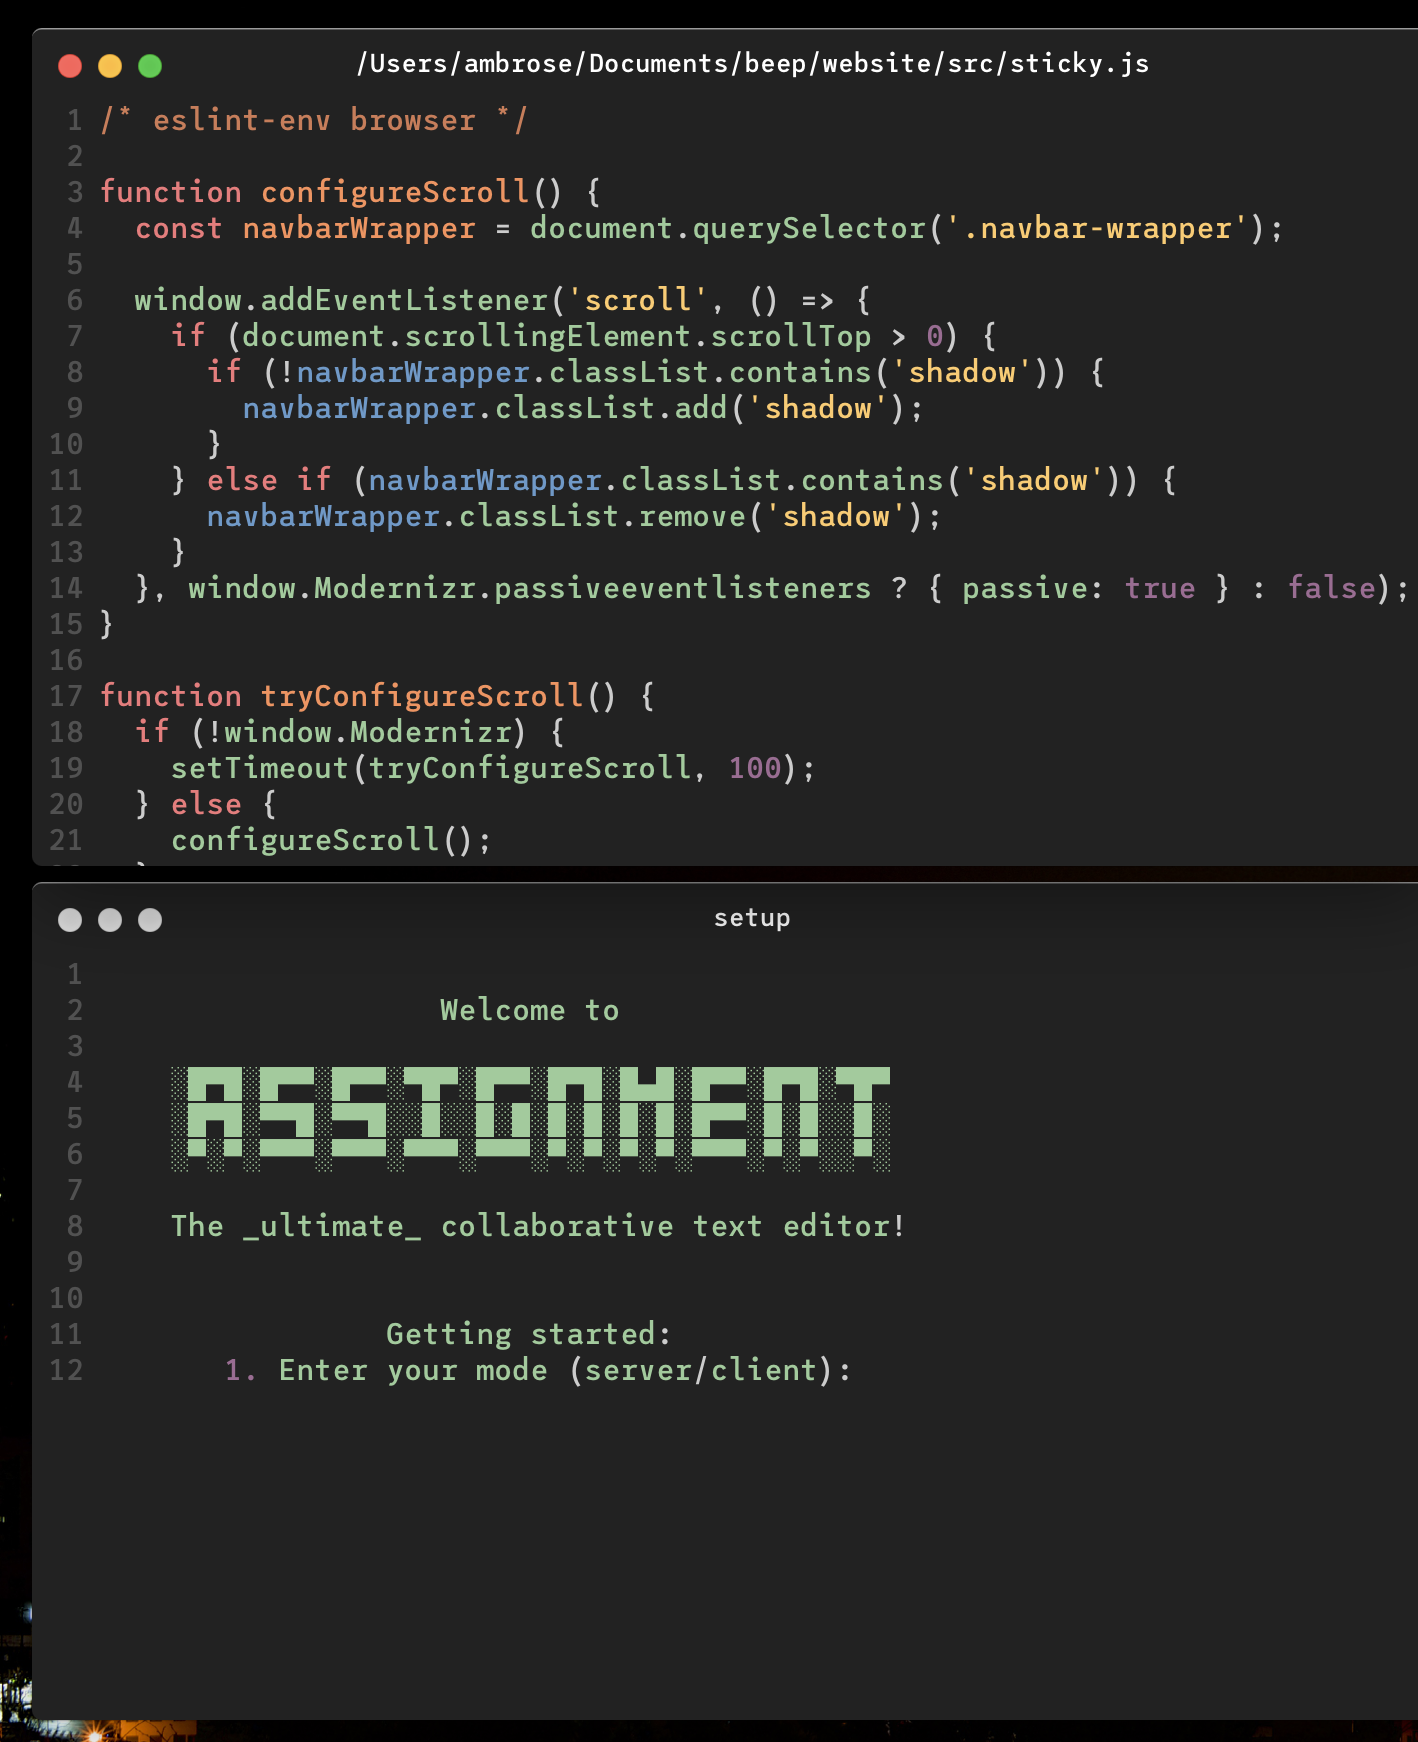 /Users/ambrose/Documents/beep/website/src/sticky.js
1 /* eslint-env browser */
2
3 function configureScroll() {
4   const navbarWrapper = document.querySelector('.navbar-wrapper');
5
6   window.addEventListener('scroll', () => {
7     if (document.scrollingElement.scrollTop > 0) {
8       if (!navbarWrapper.classList.contains('shadow')) {
9         navbarWrapper.classList.add('shadow');
10       }
11     } else if (navbarWrapper.classList.contains('shadow')) {
12       navbarWrapper.classList.remove('shadow');
13     }
14   }, window.Modernizr.passiveeventlisteners ? { passive: true } : false);
15 }
16
17 function tryConfigureScroll() {
18   if (!window.Modernizr) {
19     setTimeout(tryConfigureScroll, 100);
20   } else {
21     configureScroll();
setup
1
2 Welcome to
3
4
5 ASSIGNMENT
6
7
8 The _ultimate_ collaborative text editor!
9
10
11 Getting started:
12 1. Enter your mode (server/client):